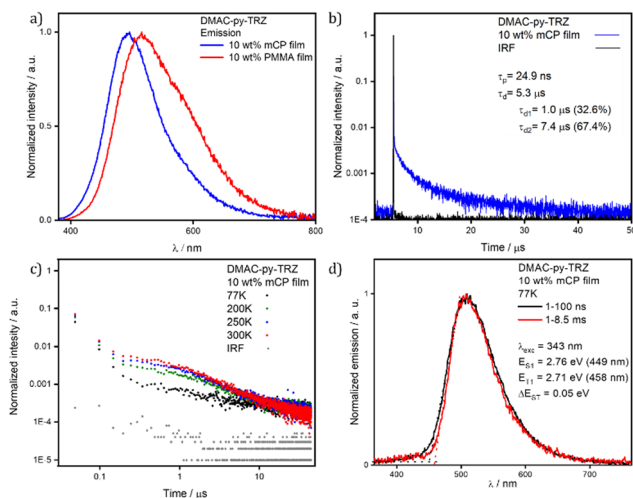 a)
DMAC-py-TRZ
Emission
10 wt% mCP film
10 wt% PMMA film
Normalized intensity / a.u.
1.0
0.5
0.0
400
600
800
λ / nm
b)
DMAC-py-TRZ
10 wt% mCP film
IRF
τp= 24.9 ns
τd= 5.3 μs
τd1= 1.0 μs (32.6%)
τd2= 7.4 μs (67.4%)
Normalized intensity / a.u.
1
0.1
0.01
0.001
1E-4
10
20
30
40
50
Time / μs
c)
DMAC-py-TRZ
10 wt% mCP film
77K
200K
250K
300K
IRF
Normalized intesity / a.u.
1
0.1
0.01
0.001
1E-4
1E-5
0.1
1
10
Time / μs
d)
DMAC-py-TRZ
10 wt% mCP film
77K
1-100 ns
1-8.5 ms
λexc = 343 nm
ES1 = 2.76 eV (449 nm)
ET1 = 2.71 eV (458 nm)
ΔEST = 0.05 eV
Normalized emission / a.u.
1
0
400
500
600
700
λ / nm